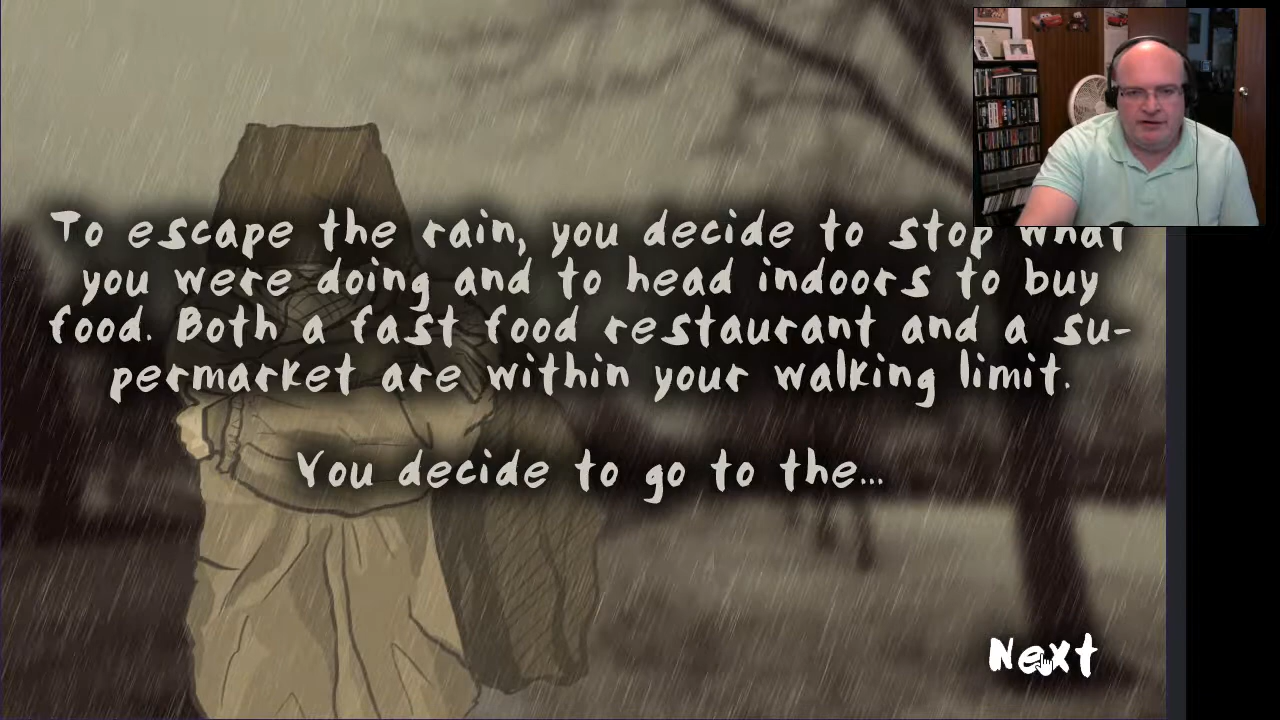 To escape the rain, you decide to stop what
you were doing and to head indoors to buy
food. Both a fast food restaurant and a su-
permarket are within your walking limit.
You decide to go to the...
Next